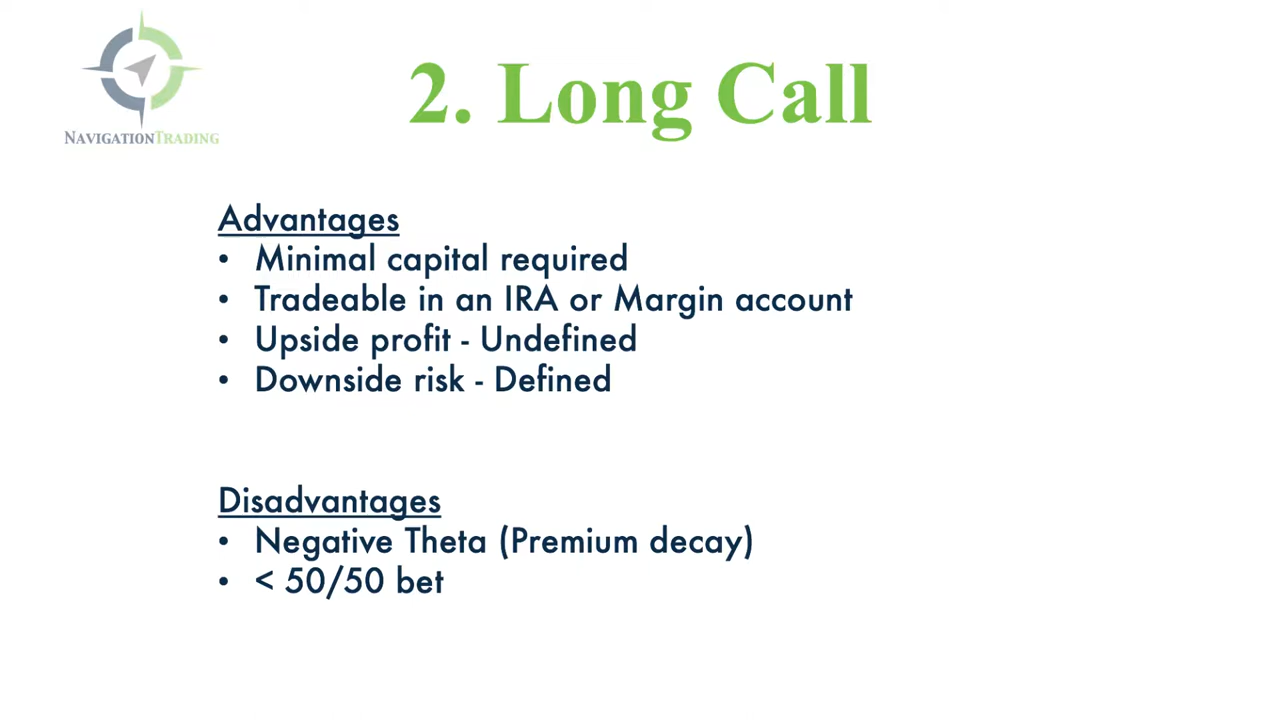 NAVIGATIONTRADING
2. Long Call
Advantages
• Minimal capital required
• Tradeable in an IRA or Margin account
• Upside profit - Undefined
• Downside risk - Defined
Disadvantages
• Negative Theta (Premium decay)
• < 50/50 bet